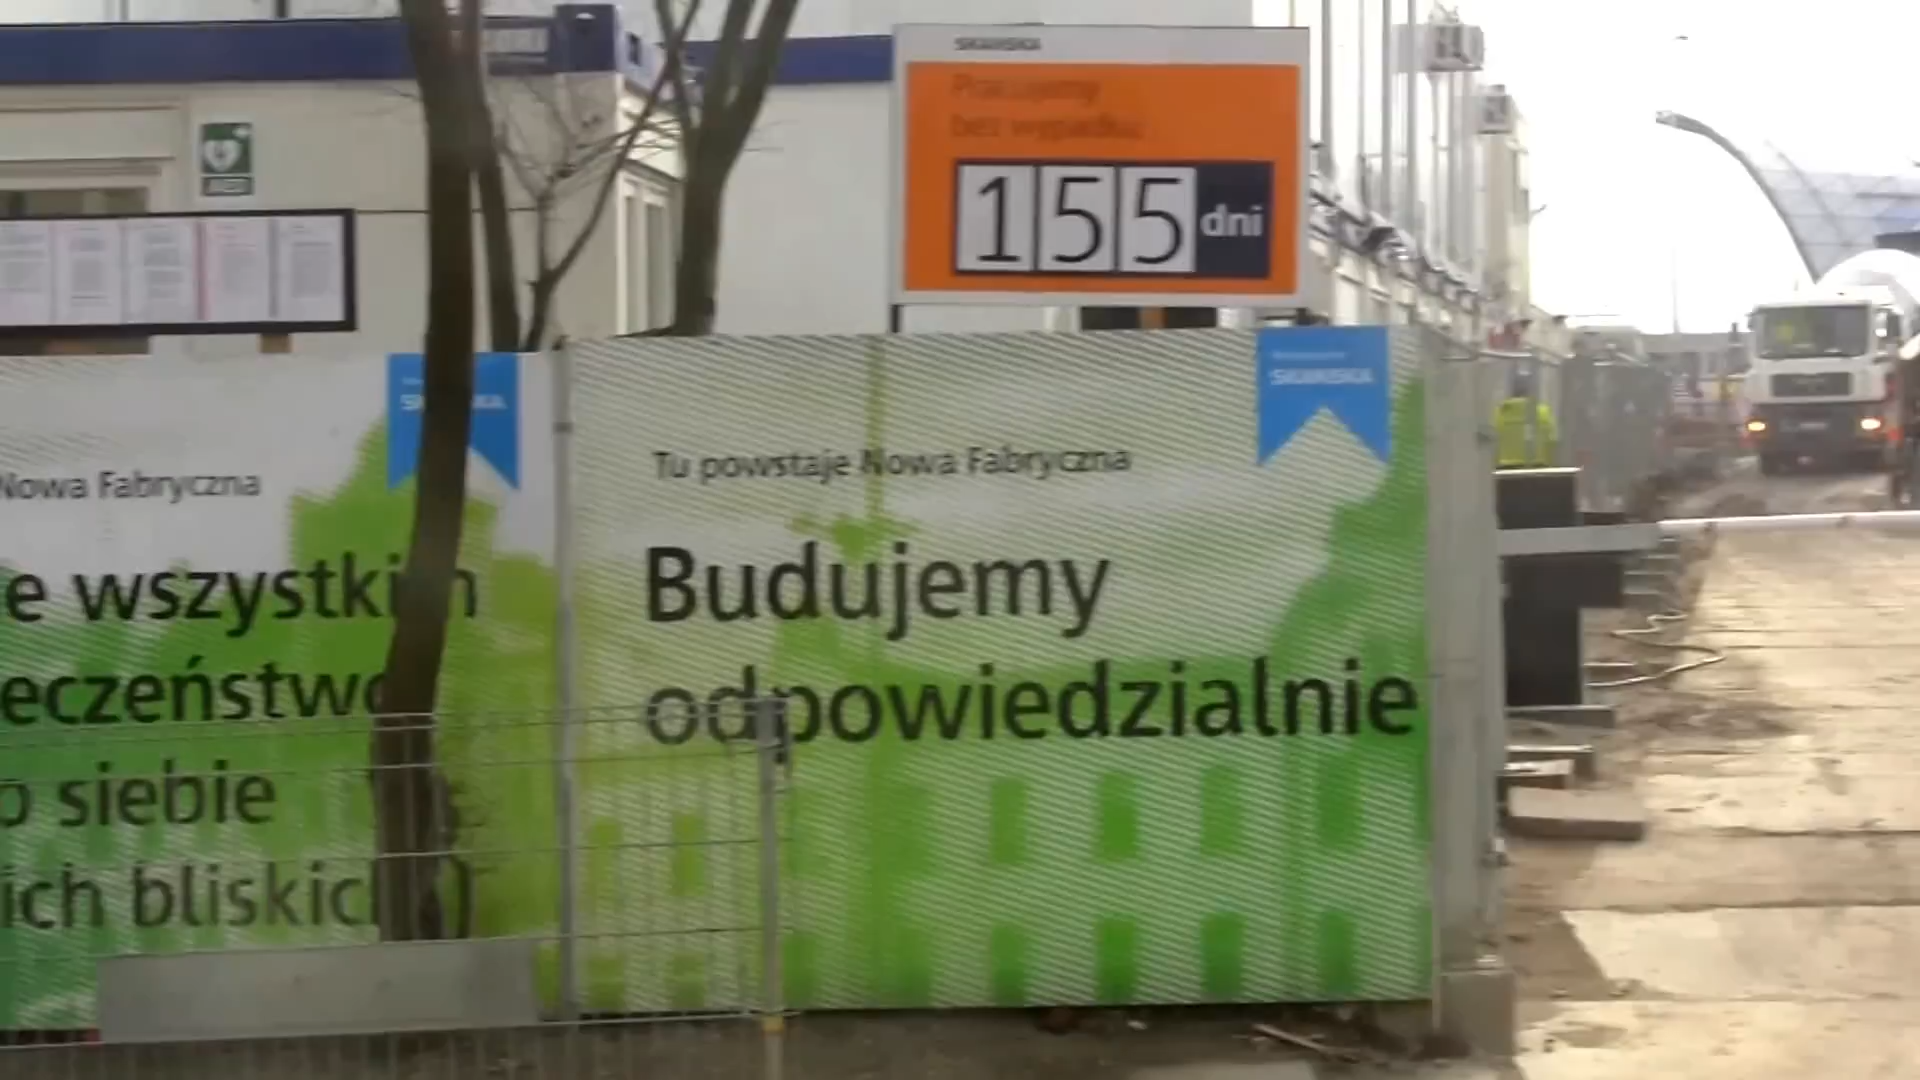 SKANSKA
Pracujemy
bez wypadku:
155 dni
AED
SKANSKA
Nowa Fabryczna
e wszystkim
eczeństwo
o siebie
ich bliskich)
SKANSKA
Tu powstaje Nowa Fabryczna
Budujemy
odpowiedzialnie